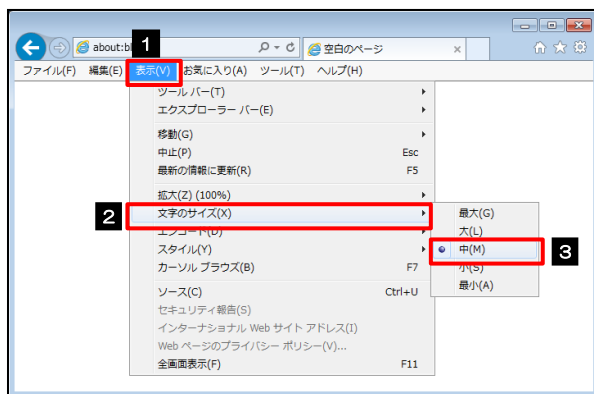 about:bl
空白のページ
1
ファイル(F) 編集(E) 表示(V) お気に入り(A) ツール(T) ヘルプ(H)
ツール バー(T)
エクスプローラー バー(E)
移動(G)
中止(P) Esc
最新の情報に更新(R) F5
拡大(Z) (100%)
2
文字のサイズ(X)
エンコード(D)
スタイル(Y)
カーソル ブラウズ(B) F7
ソース(C) Ctrl+U
セキュリティ報告(S)
インターナショナル Web サイト アドレス(I)
Web ページのプライバシー ポリシー(V)...
全画面表示(F) F11
最大(G)
大(L)
中(M)
3
小(S)
最小(A)